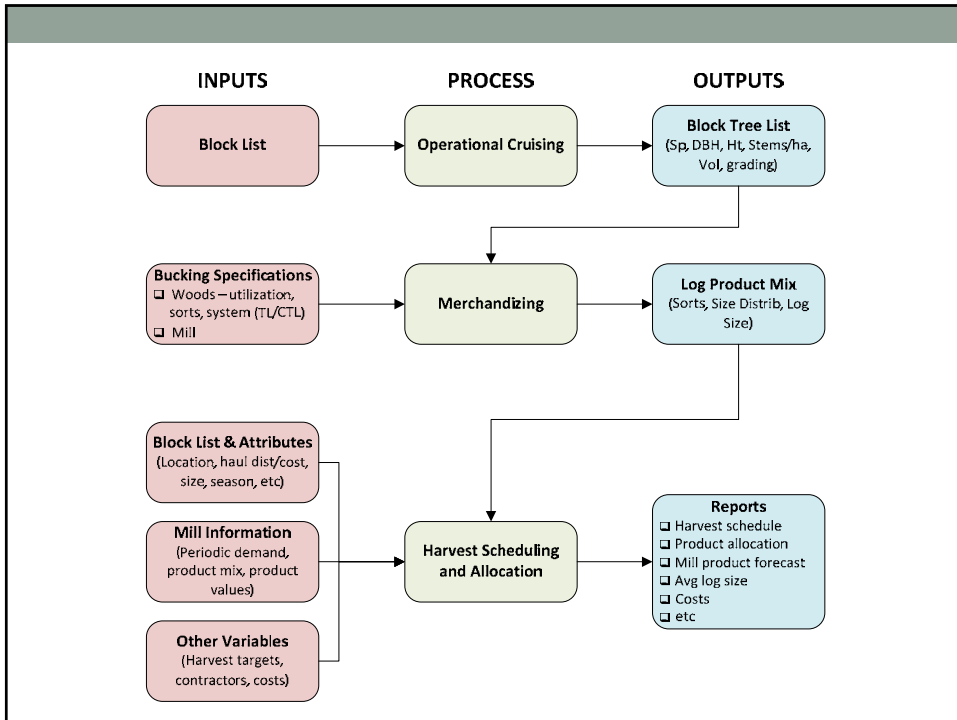 INPUTS
PROCESS
OUTPUTS
Block List
Operational Cruising
Block Tree List
(Sp, DBH, Ht, Stems/ha,
Vol, grading)
Bucking Specifications
❑ Woods – utilization,
sorts, system (TL/CTL)
❑ Mill
Merchandizing
Log Product Mix
(Sorts, Size Distrib, Log
Size)
Block List & Attributes
(Location, haul dist/cost,
size, season, etc)
Mill Information
(Periodic demand,
product mix, product
values)
Other Variables
(Harvest targets,
contractors, costs)
Harvest Scheduling
and Allocation
Reports
❑ Harvest schedule
❑ Product allocation
❑ Mill product forecast
❑ Avg log size
❑ Costs
❑ etc